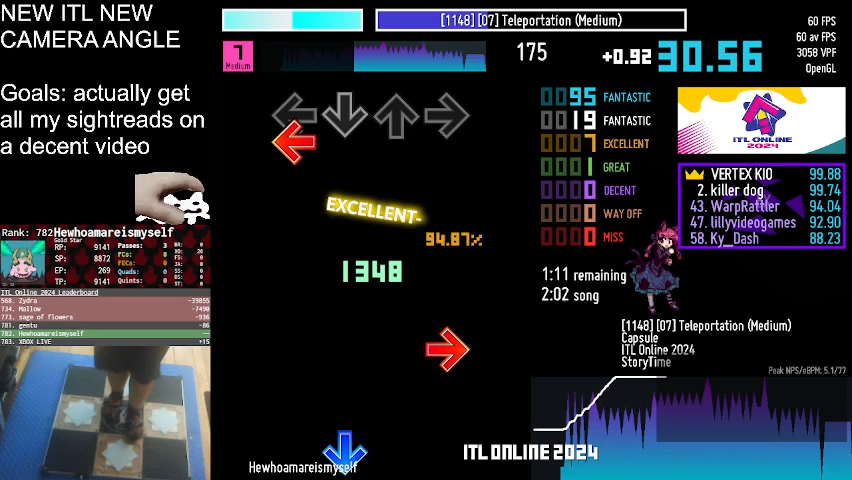 NEW ITL NEW
CAMERA ANGLE
Goals: actually get
all my sightreads on
a decent video
Rank: 782
Hewhoamareismyself
Gold Star
RP: 9141
SP: 8872
EP: 269
TP: 9141
Passes: 3
FCs: 8
FECs: 2
Quads: 0
Quints: 0
ITL Online 2024 Leaderboard
568. Zydra -39855
734. Mallow -7490
773. sage of flowers -936
781. gentu -86
782. Hewhoamareismyself --
783. XBOX LIVE +15
[1148] [07] Teleportation (Medium)
7
Medium
175
+0.92
30.56
60 FPS
60 av FPS
3058 VPF
OpenGL
0095 FANTASTIC
0019 FANTASTIC
0007 EXCELLENT
0001 GREAT
0000 DECENT
0000 WAY OFF
0000 MISS
ITL ONLINE
2024
VERTEX KIO 99.88
2. killer dog 99.74
43. WarpRattler 94.04
47. lillyvideogames 92.90
58. Ky_Dash 88.23
EXCELLENT-
94.87%
1348
1:11 remaining
2:02 song
[1148] [07] Teleportation (Medium)
Capsule
ITL Online 2024
StoryTime
Peak NPS/eBPM: 5.1/77
ITL ONLINE 2024
Hewhoamareismyself